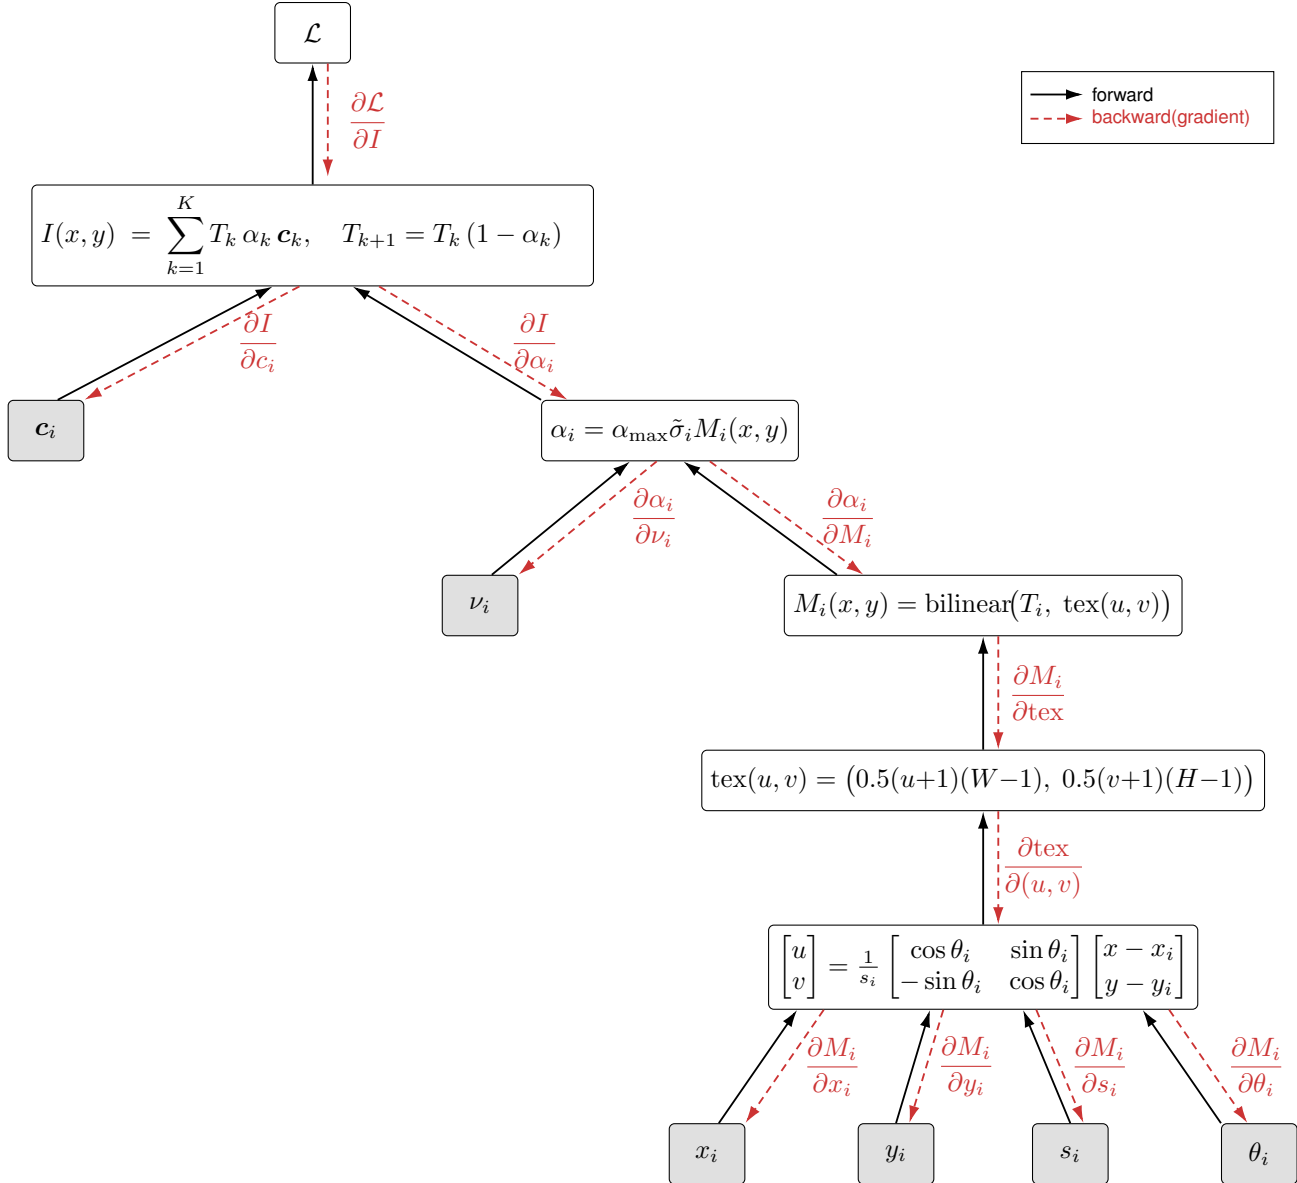 ℒ
forward
backward(gradient)
∂ℒ/∂I
I(x, y) = ∑_{k=1}^{K} T_k α_k 𝒄_k, T_{k+1} = T_k (1 − α_k)
∂I/∂c_i
∂I/∂α_i
𝒄_i
α_i = α_max σ̃_i M_i(x, y)
∂α_i/∂ν_i
∂α_i/∂M_i
ν_i
M_i(x, y) = bilinear(T_i, tex(u, v))
∂M_i/∂tex
tex(u, v) = (0.5(u+1)(W−1), 0.5(v+1)(H−1))
∂tex/∂(u, v)
[u; v] = 1/s_i [cos θ_i sin θ_i; − sin θ_i cos θ_i] [x − x_i; y − y_i]
∂M_i/∂x_i
∂M_i/∂y_i
∂M_i/∂s_i
∂M_i/∂θ_i
x_i
y_i
s_i
θ_i